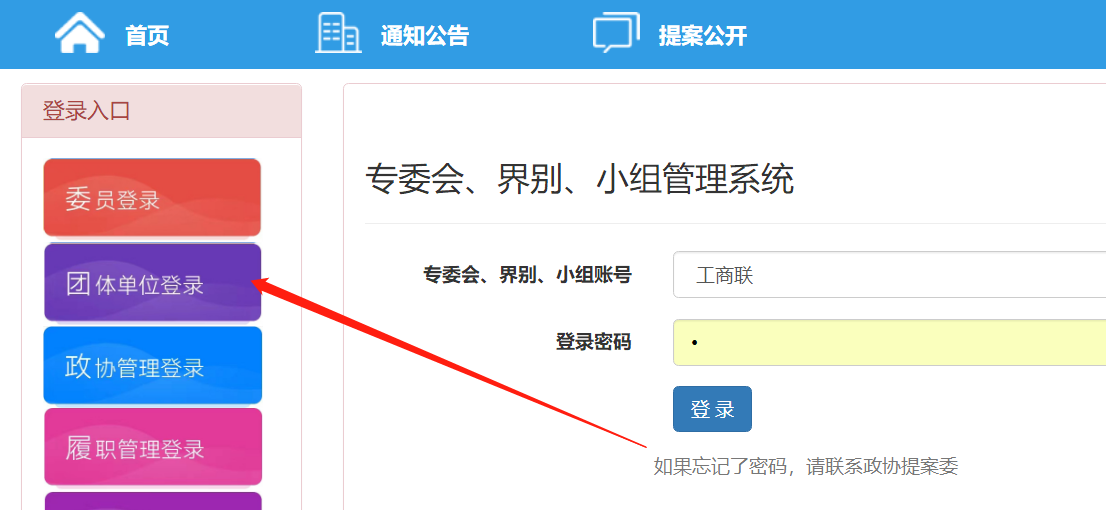 首页
通知公告
提案公开
登录入口
委员登录
团体单位登录
政协管理登录
履职管理登录
专委会、界别、小组管理系统
专委会、界别、小组账号
工商联
登录密码
•
登 录
如果忘记了密码，请联系政协提案委